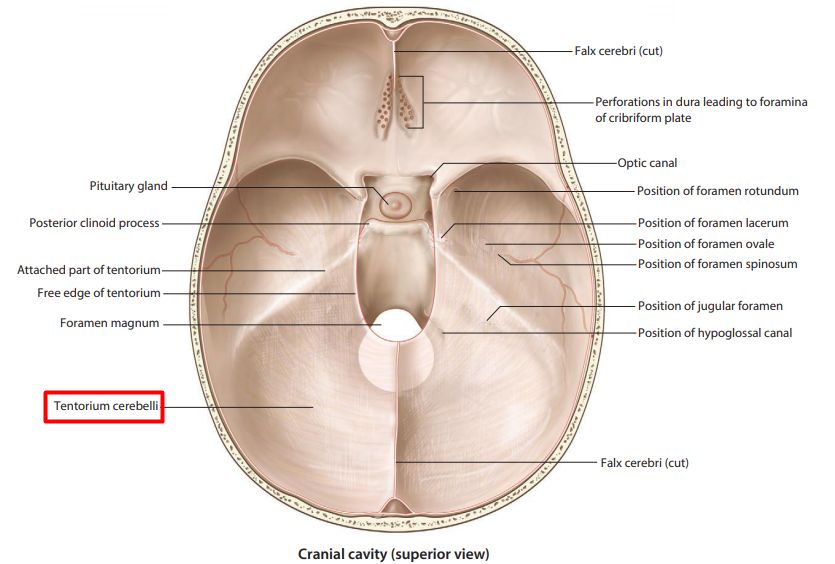 Falx cerebri (cut)
Perforations in dura leading to foramina
of cribriform plate
Optic canal
Pituitary gland
Position of foramen rotundum
Posterior clinoid process
Position of foramen lacerum
Position of foramen ovale
Attached part of tentorium
Position of foramen spinosum
Free edge of tentorium
Position of jugular foramen
Foramen magnum
Position of hypoglossal canal
Tentorium cerebelli
Falx cerebri (cut)
Cranial cavity (superior view)